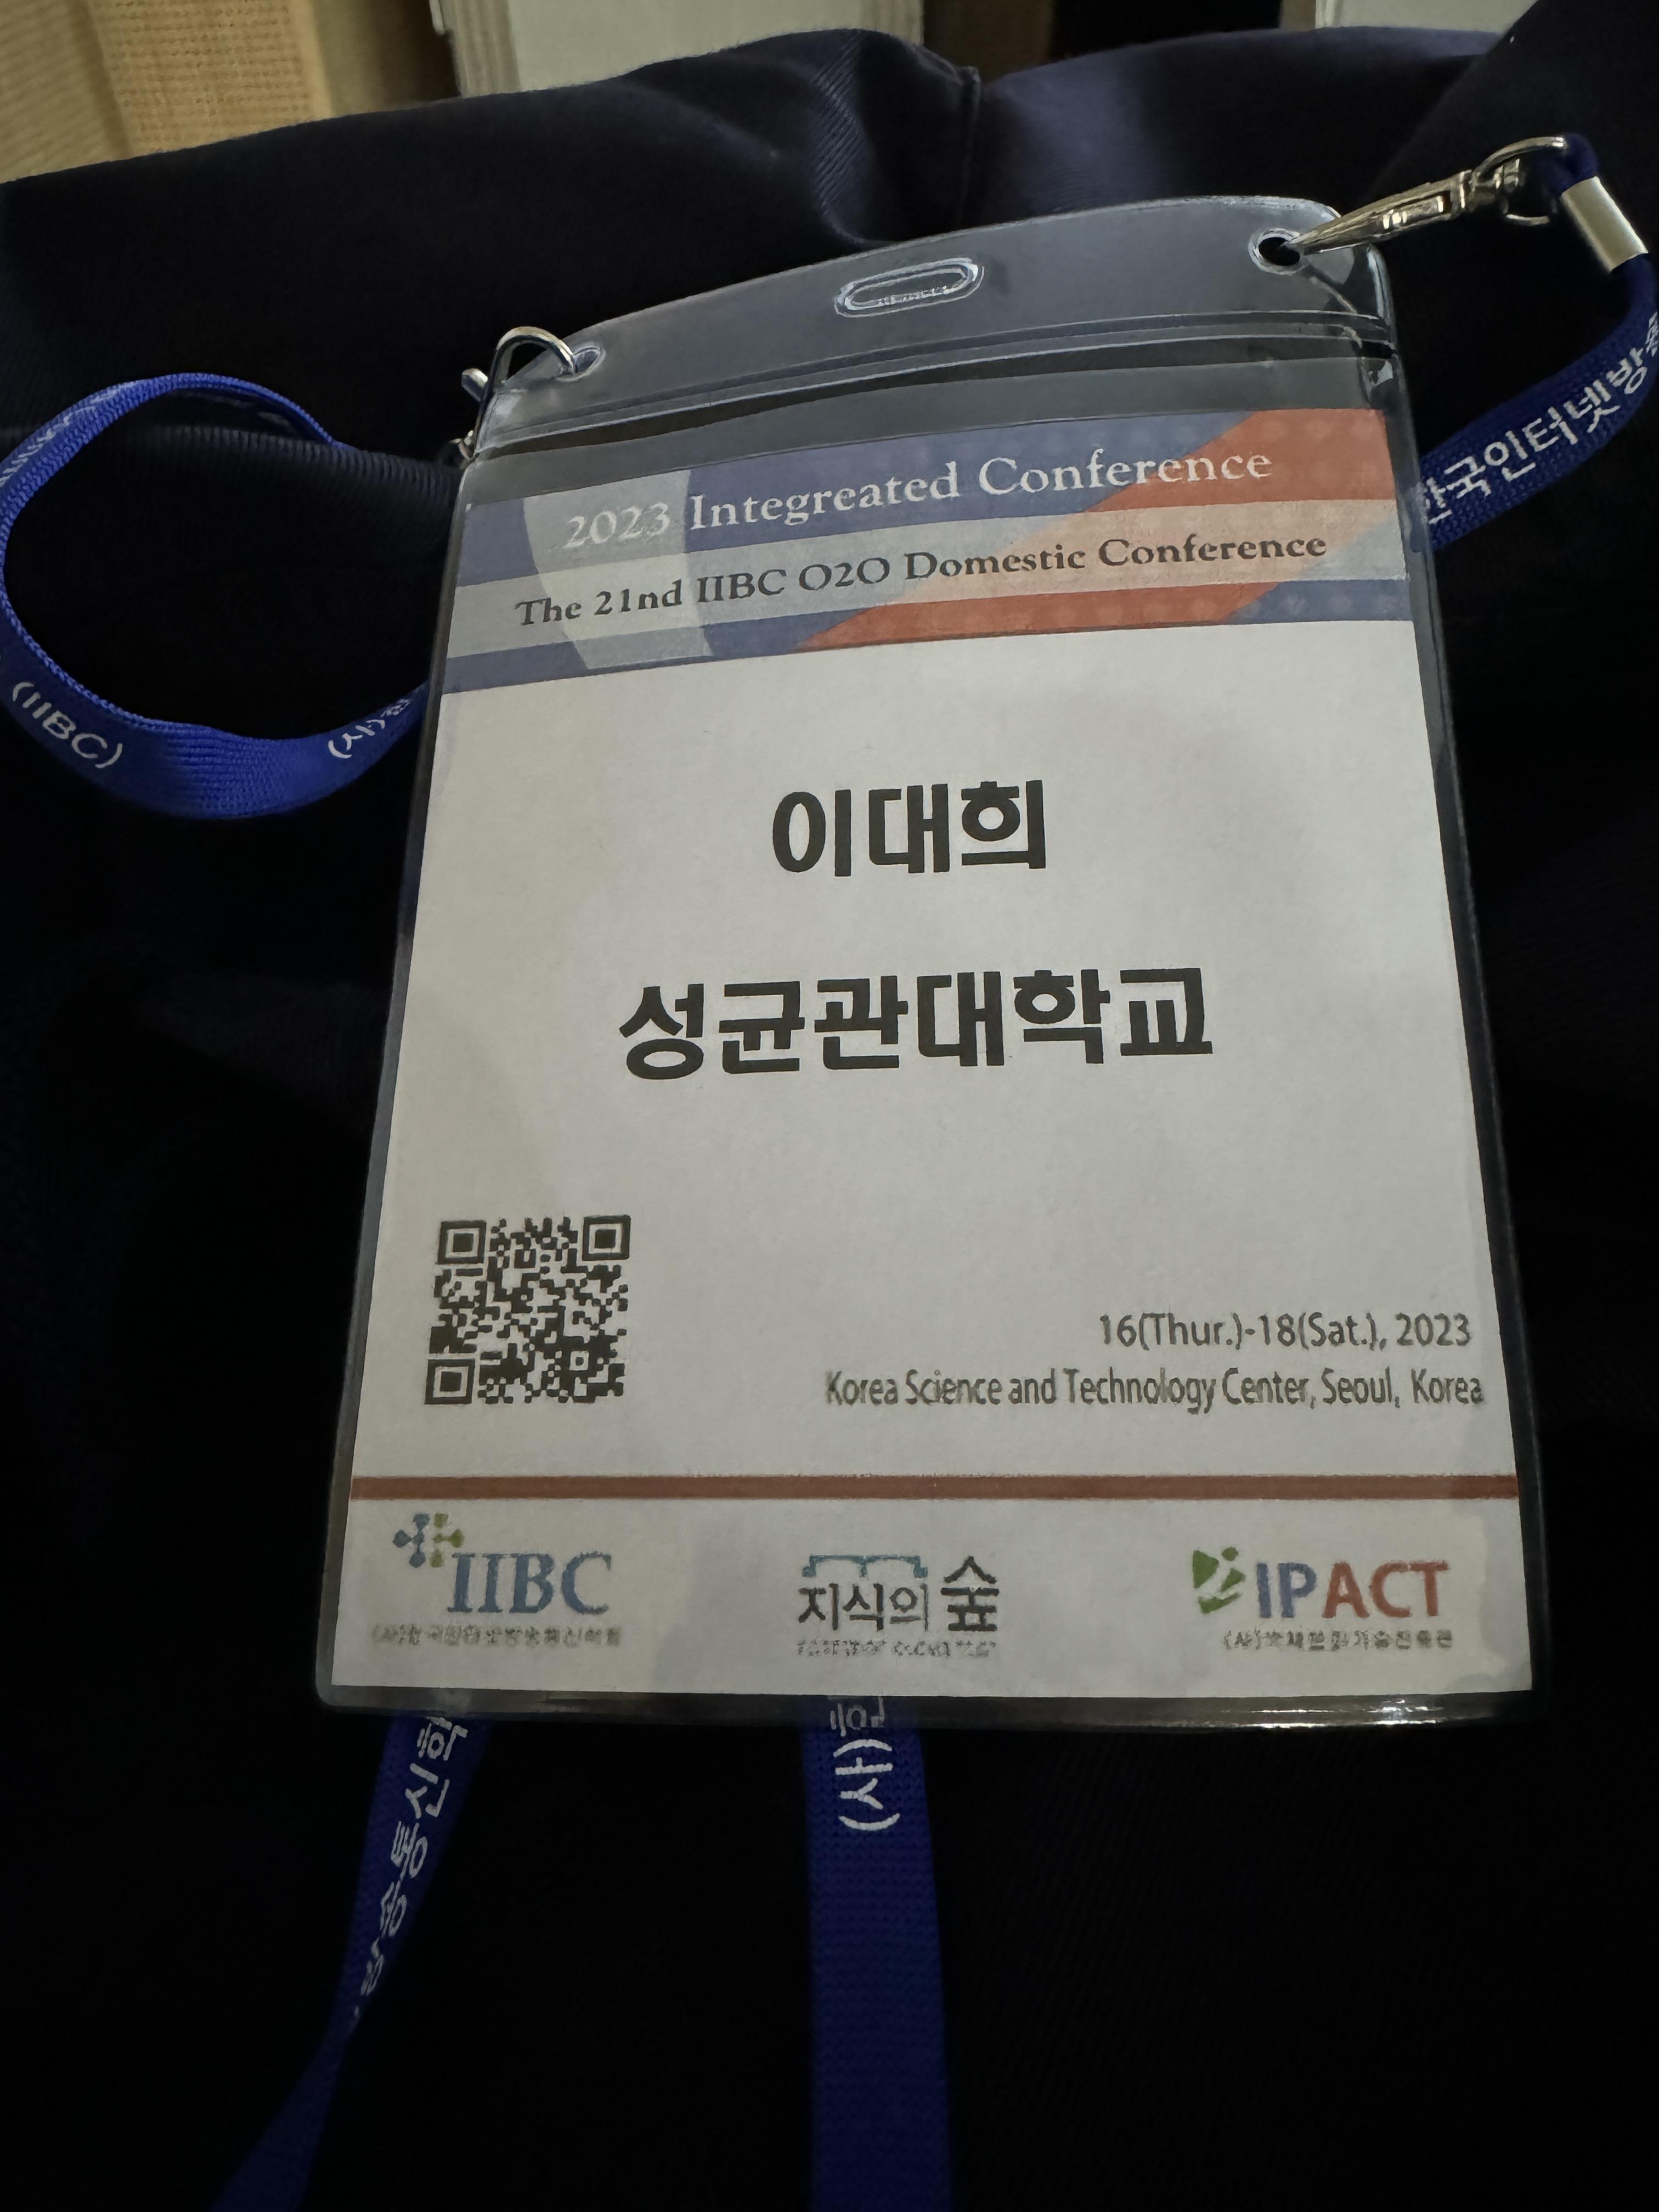 2023 Integreated Conference
The 21nd IIBC O2O Domestic Conference
이대희
성균관대학교
16(Thur.)-18(Sat.), 2023
Korea Science and Technology Center, Seoul, Korea
IIBC
지식의 숲
IPACT
한국인터넷방송
(IIBC)
(사)한